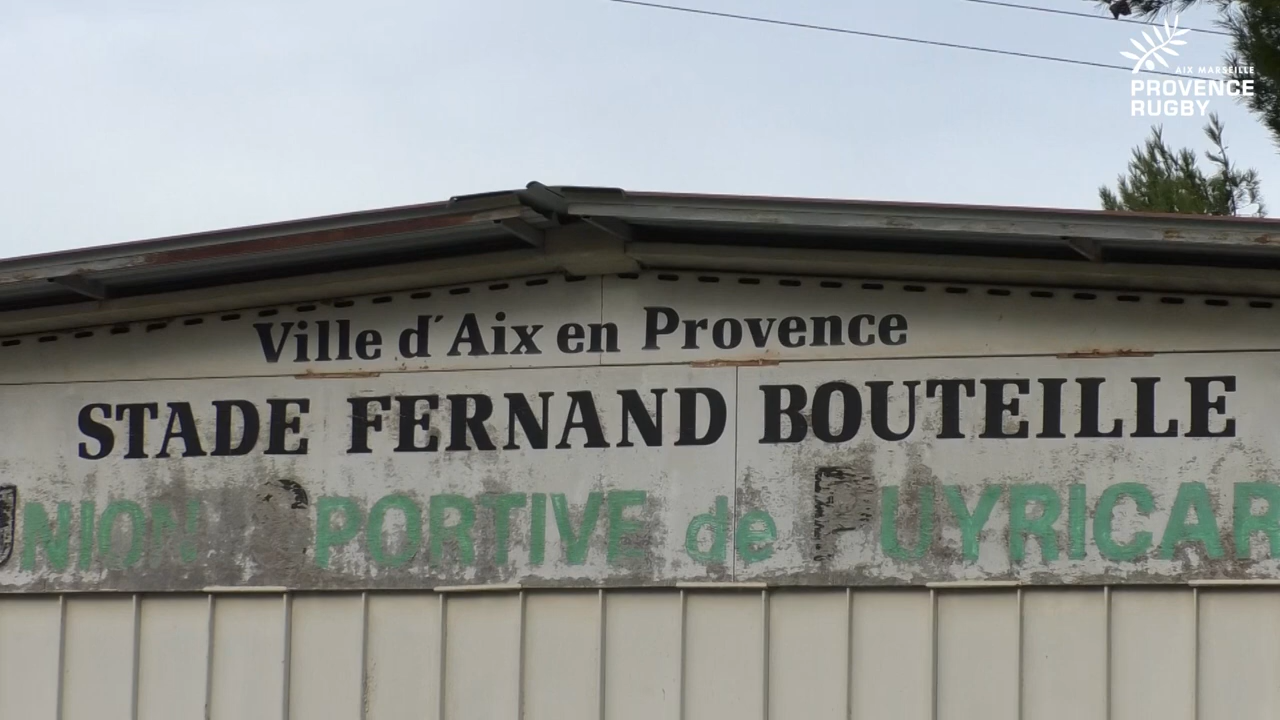 AIX MARSEILLE
PROVENCE
RUGBY
Ville d'Aix en Provence
STADE FERNAND BOUTEILLE
NION PORTIVE de UYRICAR